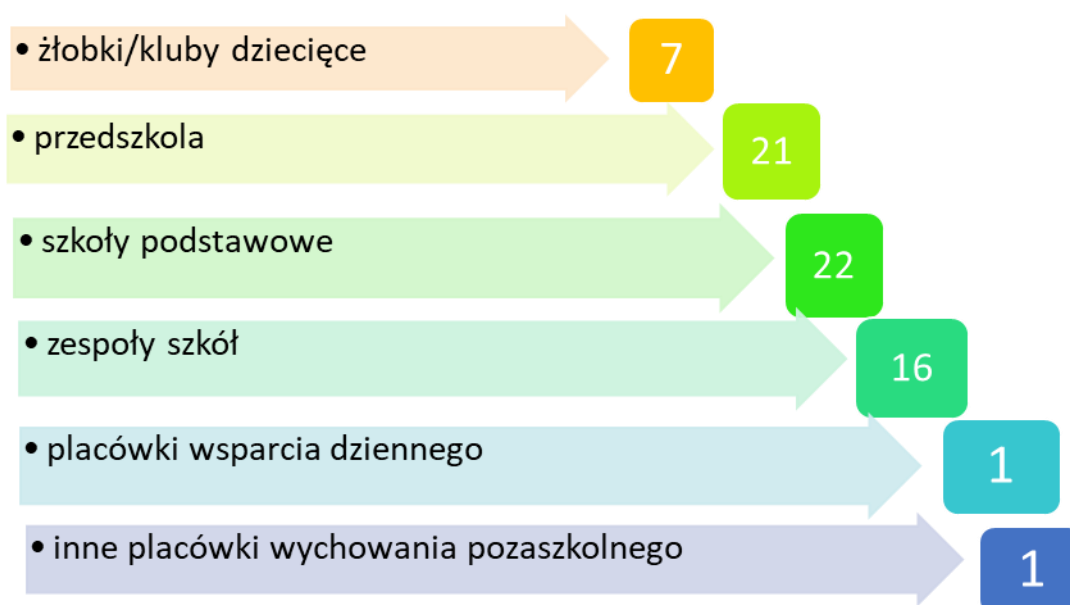 • żłobki/kluby dziecięce 7
• przedszkola 21
• szkoły podstawowe 22
• zespoły szkół 16
• placówki wsparcia dziennego 1
• inne placówki wychowania pozaszkolnego 1